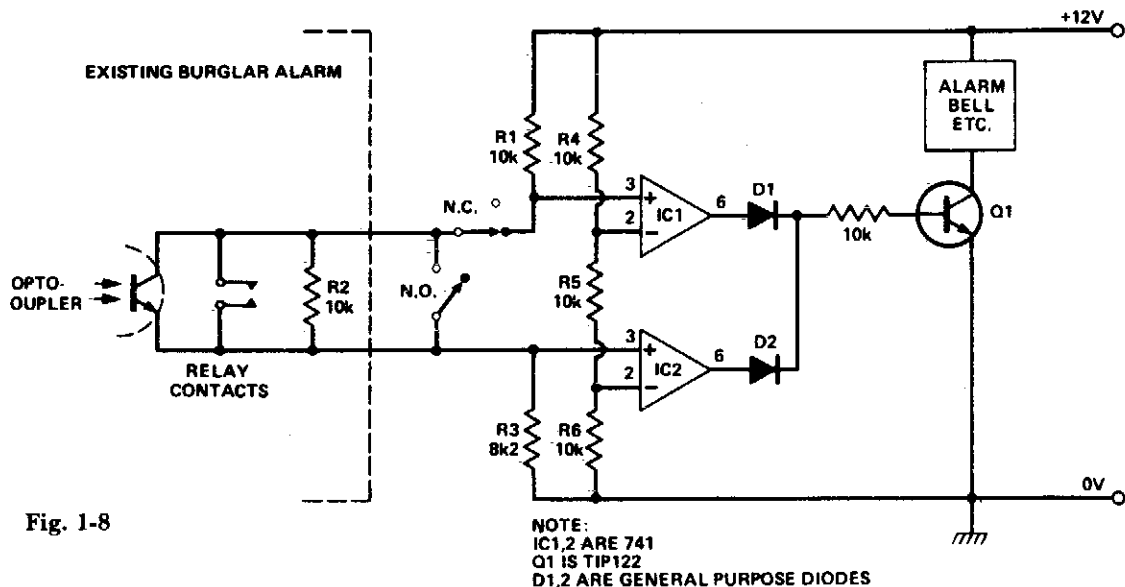 +12V
EXISTING BURGLAR ALARM
ALARM
BELL
ETC.
R1
10k
R4
10k
N.C.
3
+
2
−
IC1
6
D1
10k
Q1
OPTO-
OUPLER
R2
10k
N.O.
R5
10k
3
+
2
−
IC2
6
D2
RELAY
CONTACTS
R3
8k2
R6
10k
0V
Fig. 1-8
NOTE:
IC1,2 ARE 741
Q1 IS TIP122
D1,2 ARE GENERAL PURPOSE DIODES